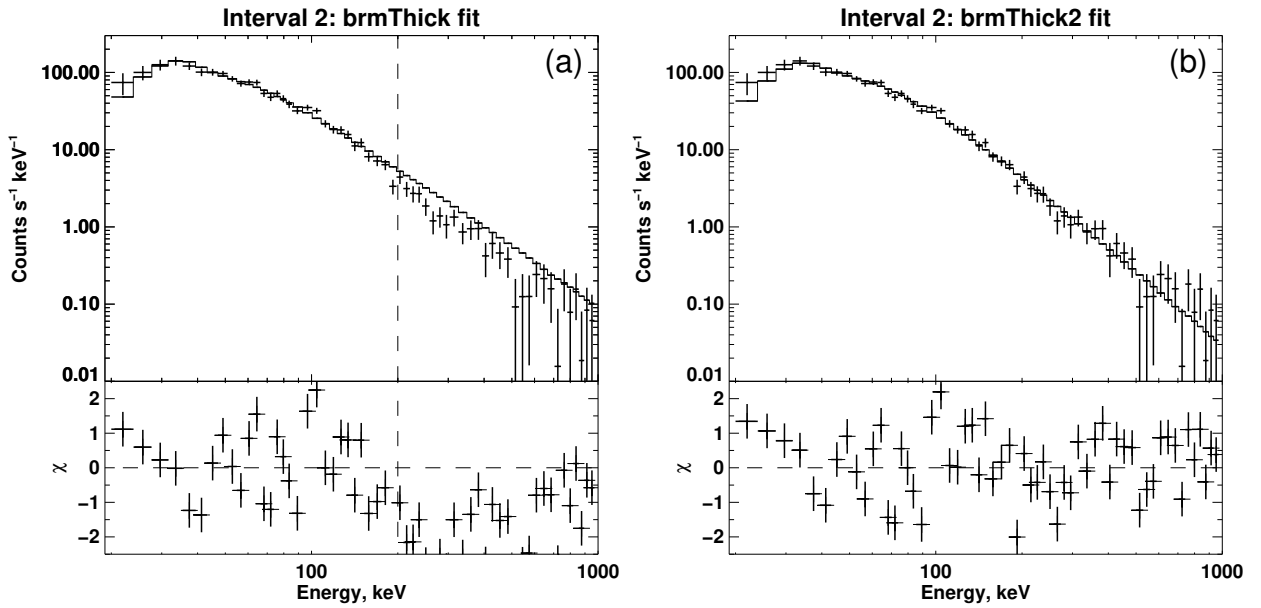 Interval 2: brmThick fit
(a)
Counts s⁻¹ keV⁻¹
100.00
10.00
1.00
0.10
0.01
χ
2
1
0
−1
−2
100
1000
Energy, keV
Interval 2: brmThick2 fit
(b)
Counts s⁻¹ keV⁻¹
100.00
10.00
1.00
0.10
0.01
χ
2
1
0
−1
−2
100
1000
Energy, keV